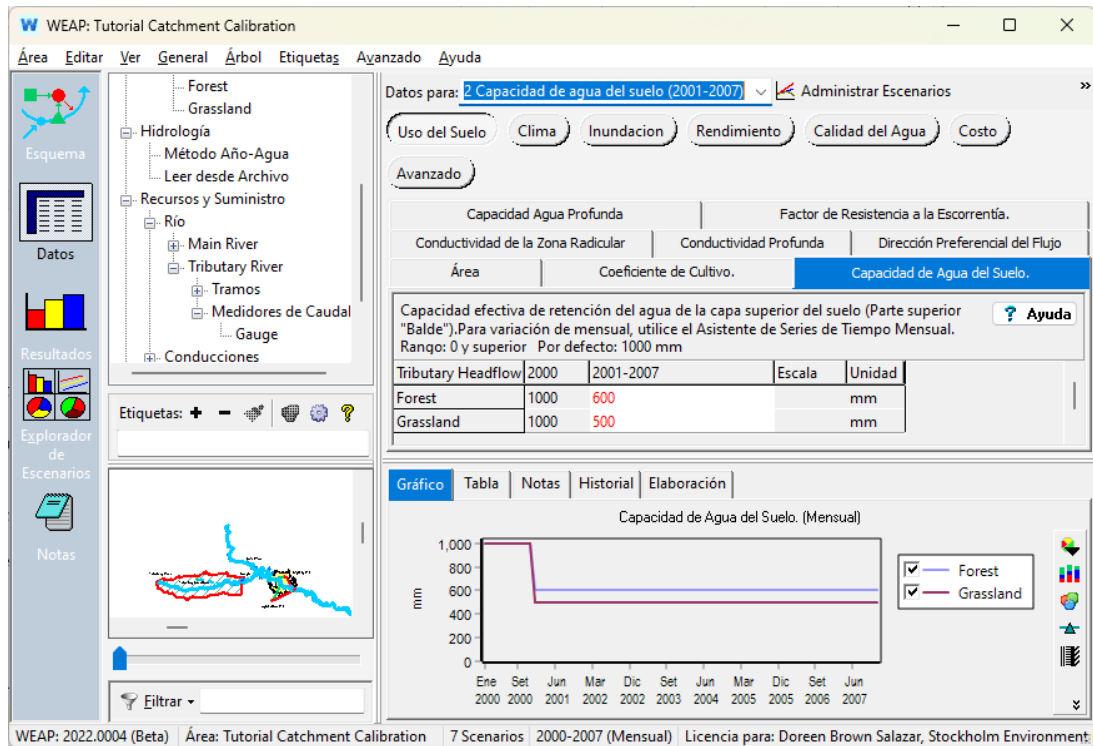 WEAP: Tutorial Catchment Calibration
Área Editar Ver General Árbol Etiquetas Avanzado Ayuda
Esquema
Datos
Resultados
Explorador
de
Escenarios
Notas
Forest
Grassland
Hidrología
Método Año-Agua
Leer desde Archivo
Recursos y Suministro
Río
Main River
Tributary River
Tramos
Medidores de Caudal
Gauge
Conducciones
Etiquetas:
Filtrar
Datos para: 2 Capacidad de agua del suelo (2001-2007) Administrar Escenarios »
Uso del Suelo Clima Inundacion Rendimiento Calidad del Agua Costo
Avanzado
Capacidad Agua Profunda Factor de Resistencia a la Escorrentía.
Conductividad de la Zona Radicular Conductividad Profunda Dirección Preferencial del Flujo
Área Coeficiente de Cultivo. Capacidad de Agua del Suelo.
Capacidad efectiva de retención del agua de la capa superior del suelo (Parte superior
"Balde").Para variación de mensual, utilice el Asistente de Series de Tiempo Mensual.
Rango: 0 y superior Por defecto: 1000 mm
? Ayuda
Tributary Headflow 2000 2001-2007 Escala Unidad
Forest 1000 600 mm
Grassland 1000 500 mm
Gráfico Tabla Notas Historial Elaboración
Capacidad de Agua del Suelo. (Mensual)
1,000
800
600
400
200
0
mm
Ene Set Jun Mar Dic Set Jun Mar Dic Set Jun
2000 2000 2001 2002 2002 2003 2004 2005 2005 2006 2007
Forest
Grassland
WEAP: 2022.0004 (Beta) Área: Tutorial Catchment Calibration 7 Scenarios 2000-2007 (Mensual) Licencia para: Doreen Brown Salazar, Stockholm Environment